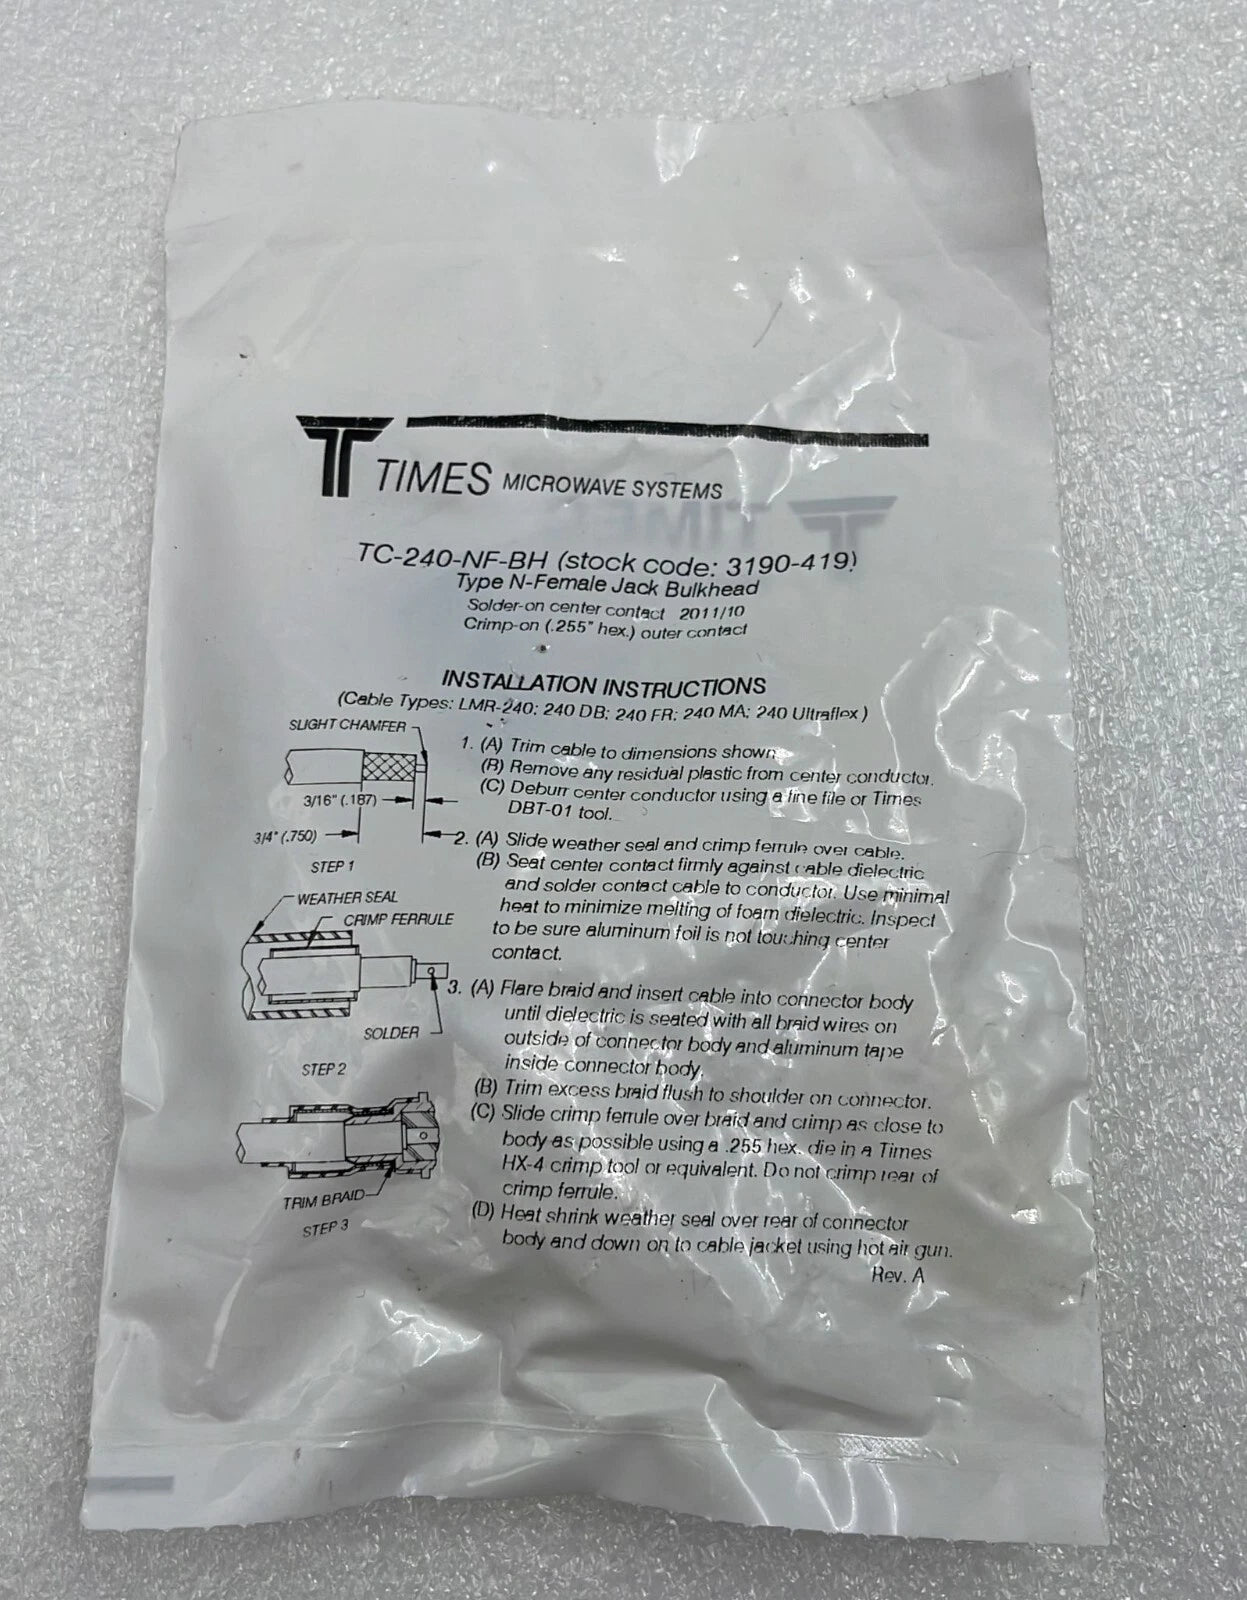 TIMES MICROWAVE SYSTEMS
TC-240-NF-BH (stock code: 3190-419)
Type N-Female Jack Bulkhead
Solder-on center contact 2011/10
Crimp-on (.255" hex.) outer contact
INSTALLATION INSTRUCTIONS
(Cable Types: LMR-240; 240 DB; 240 FR; 240 MA; 240 Ultraflex)
SLIGHT CHAMFER
3/16" (.187)
3/4" (.750)
STEP 1
1. (A) Trim cable to dimensions shown
(B) Remove any residual plastic from center conductor.
(C) Deburr center conductor using a fine file or Times
DBT-01 tool.
WEATHER SEAL
CRIMP FERRULE
SOLDER
STEP 2
2. (A) Slide weather seal and crimp ferrule over cable.
(B) Seat center contact firmly against cable dielectric
and solder contact cable to conductor. Use minimal
heat to minimize melting of foam dielectric. Inspect
to be sure aluminum foil is not touching center
contact.
TRIM BRAID
STEP 3
3. (A) Flare braid and insert cable into connector body
until dielectric is seated with all braid wires on
outside of connector body and aluminum tape
inside connector body.
(B) Trim excess braid flush to shoulder on connector.
(C) Slide crimp ferrule over braid and crimp as close to
body as possible using a .255 hex. die in a Times
HX-4 crimp tool or equivalent. Do not crimp rear of
crimp ferrule.
(D) Heat shrink weather seal over rear of connector
body and down on to cable jacket using hot air gun.
Rev. A